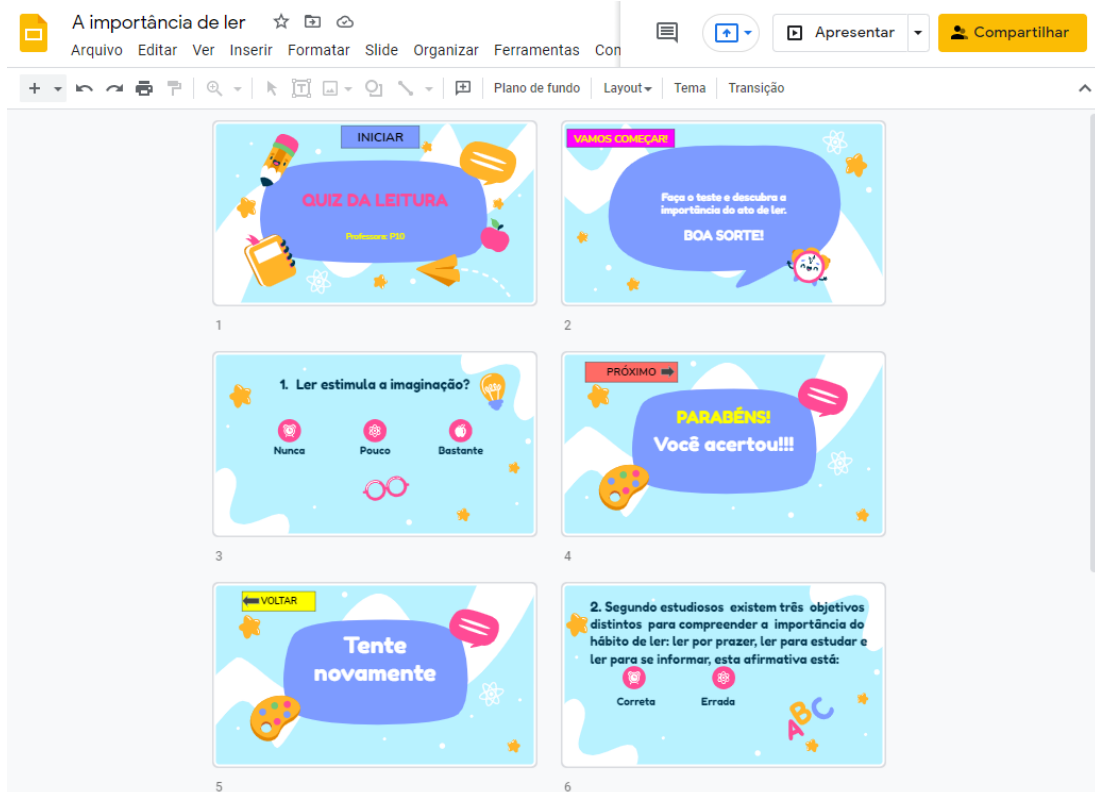 A importância de ler
Arquivo Editar Ver Inserir Formatar Slide Organizar Ferramentas Con
Apresentar
Compartilhar
Plano de fundo Layout Tema Transição
INICIAR
QUIZ DA LEITURA
Professora: P10
1
VAMOS COMEÇAR!
Faça o teste e descubra a
importância do ato de ler.
BOA SORTE!
2
1. Ler estimula a imaginação?
Nunca Pouco Bastante
3
PRÓXIMO
PARABÉNS!
Você acertou!!!
4
VOLTAR
Tente
novamente
5
2. Segundo estudiosos existem três objetivos
distintos para compreender a importância do
hábito de ler: ler por prazer, ler para estudar e
ler para se informar, esta afirmativa está:
Correta Errada
ABC
6